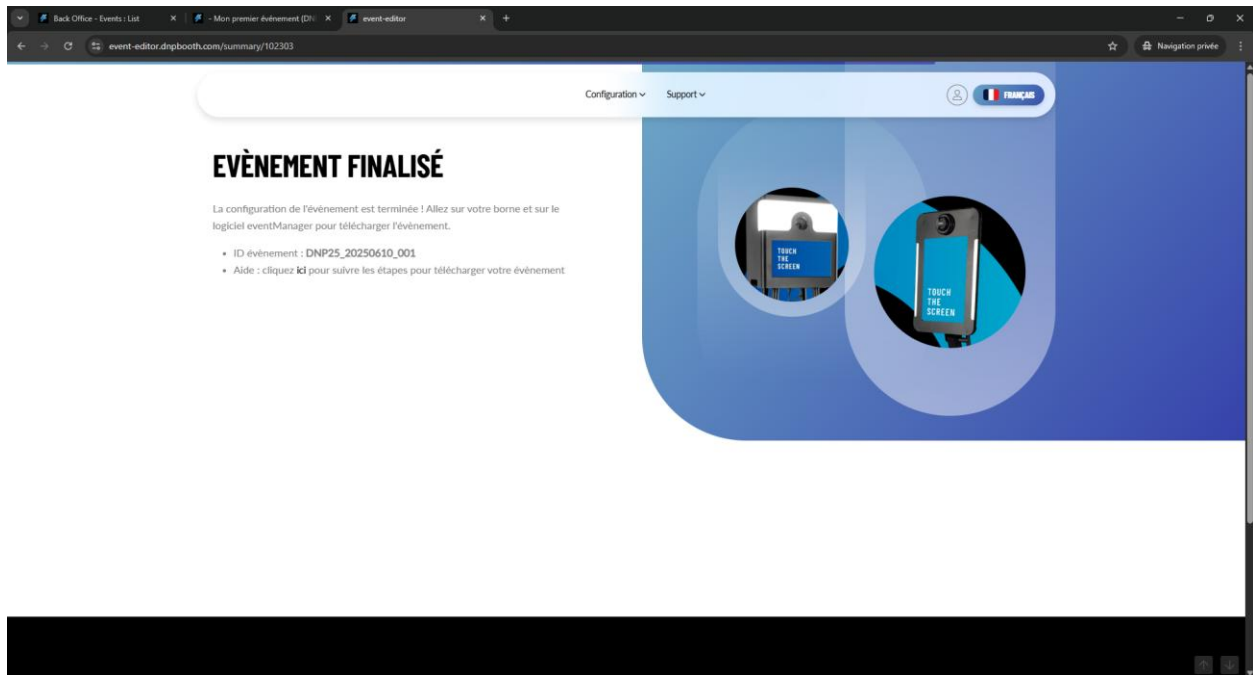 Back Office - Events : List
- Mon premier événement (DN
event-editor
event-editor.dnpbooth.com/summary/102303
Navigation privée
Configuration
Support
FRANÇAIS
EVÈNEMENT FINALISÉ
La configuration de l'évènement est terminée ! Allez sur votre borne et sur le
logiciel eventManager pour télécharger l'évènement.
• ID évènement : DNP25_20250610_001
• Aide : cliquez ici pour suivre les étapes pour télécharger votre évènement
TOUCH
THE
SCREEN
TOUCH
THE
SCREEN